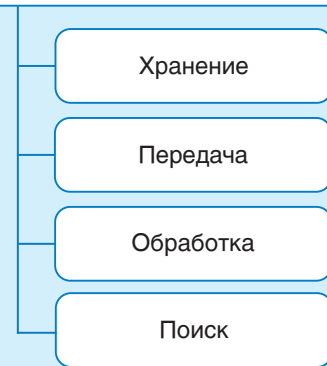 Хранение
Передача
Обработка
Поиск